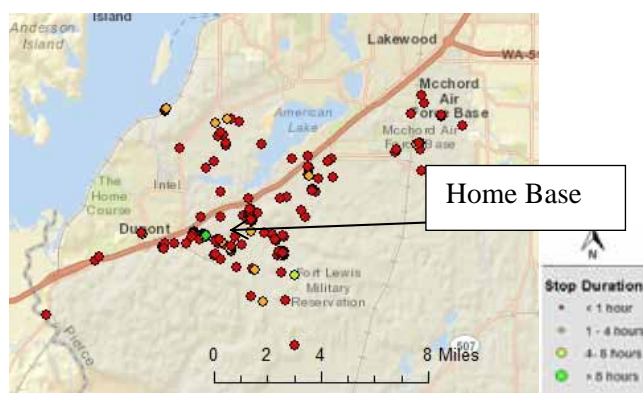 Anderson
Island
Island
Lakewood
WA-5
Mcchord
Air
Force Base
Mcchord Air
Force Base
American
Lake
The
Home
Course
Intel
Dupont
Home Base
N
Fort Lewis
Military
Reservation
Pierce
507
0 2 4 8 Miles
Stop Duration
< 1 hour
1 - 4 hours
4- 8 hours
> 8 hours